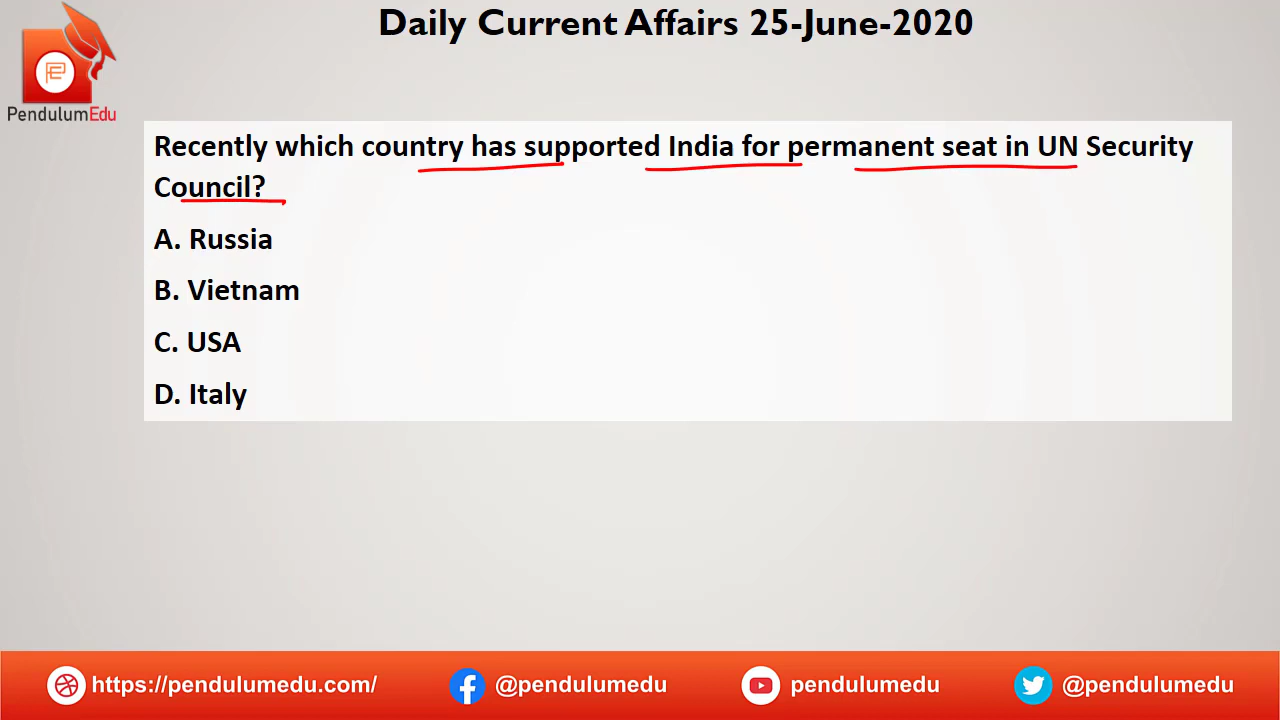 Daily Current Affairs 25-June-2020
PendulumEdu
Recently which country has supported India for permanent seat in UN Security
Council?
A. Russia
B. Vietnam
C. USA
D. Italy
https://pendulumedu.com/ @pendulumedu pendulumedu @pendulumedu